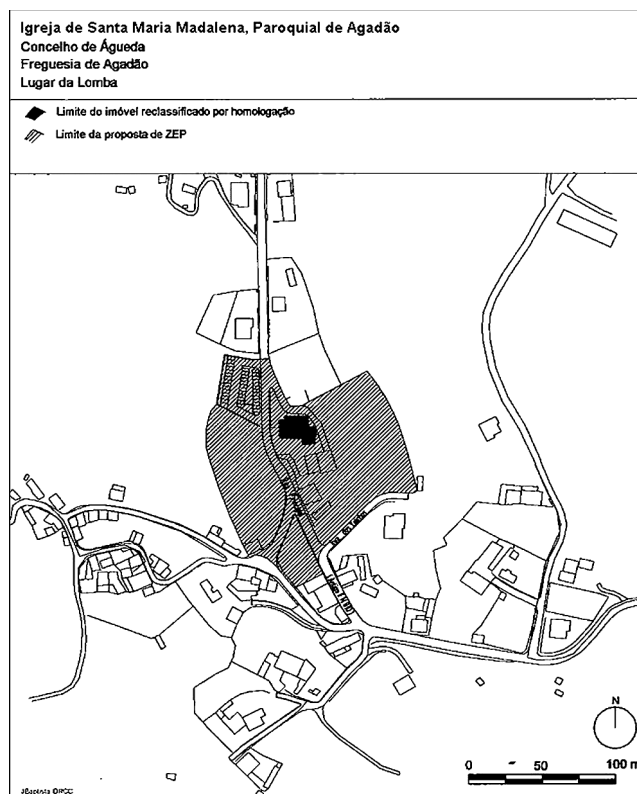 Igreja de Santa Maria Madalena, Paroquial de Agadão
Concelho de Águeda
Freguesia de Agadão
Lugar da Lomba
Limite do imóvel reclassificado por homologação
Limite da proposta de ZEP
N
0 50 100 m